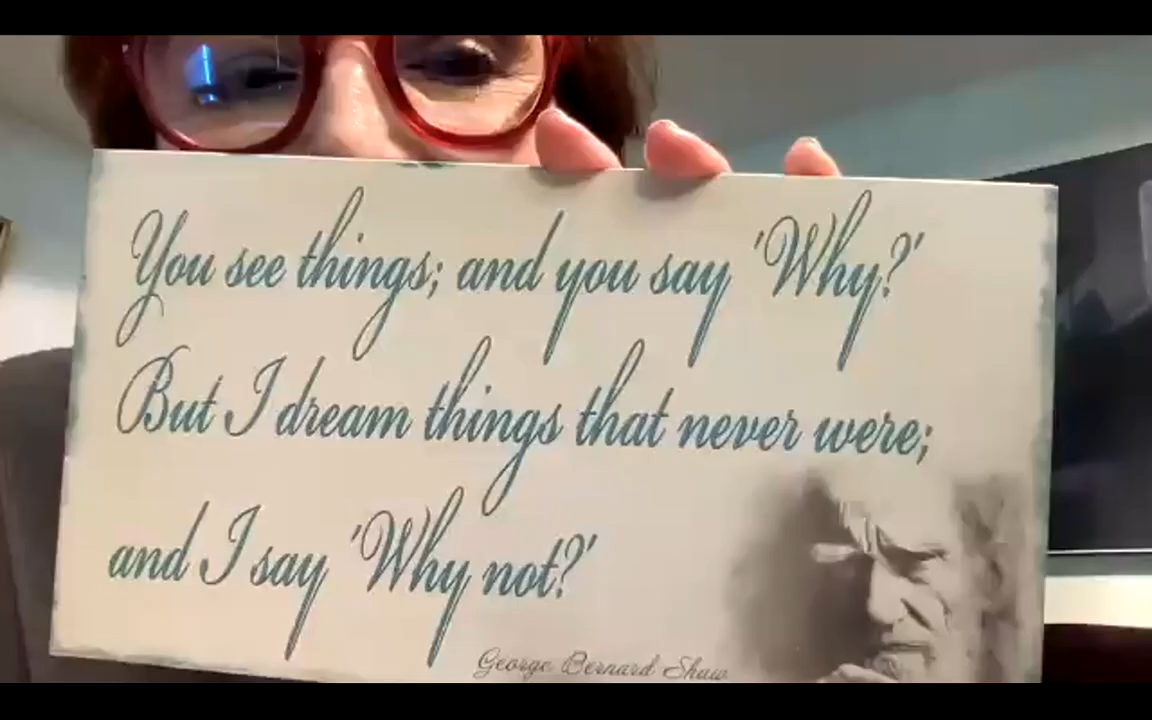 You see things; and you say 'Why?'
But I dream things that never were;
and I say 'Why not?'
George Bernard Shaw